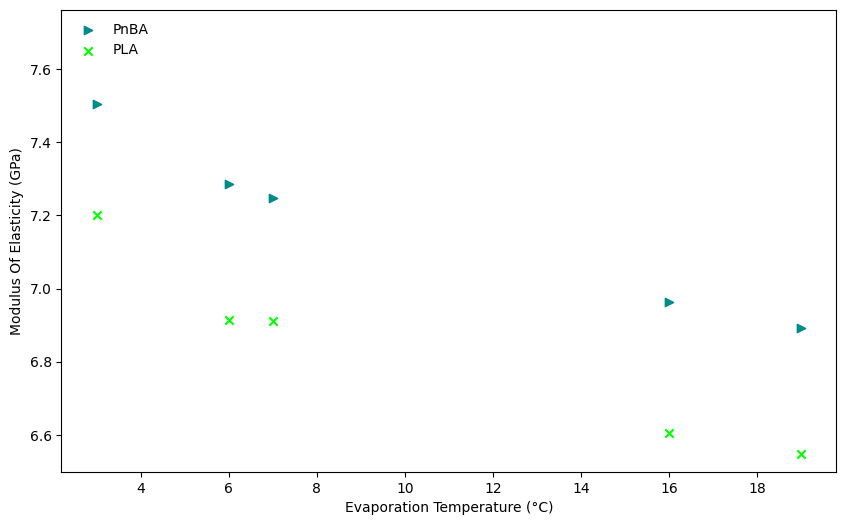 PnBA
PLA
7.6
7.4
7.2
7.0
6.8
6.6
Modulus Of Elasticity (GPa)
4 6 8 10 12 14 16 18
Evaporation Temperature (°C)